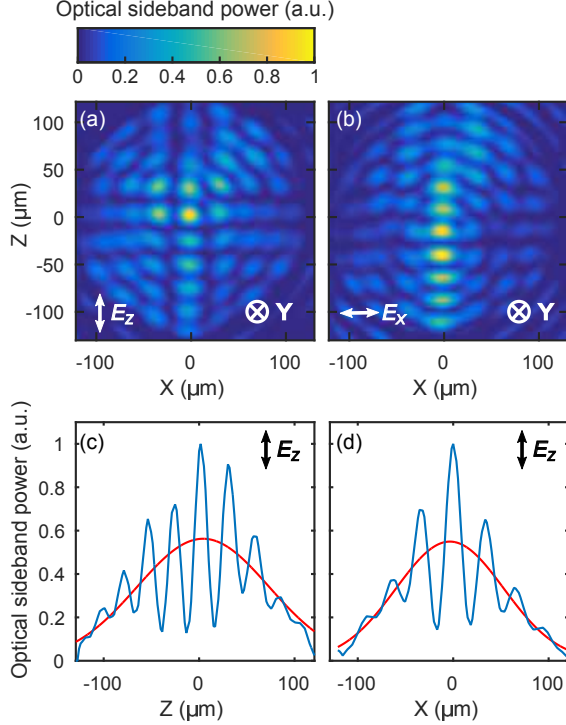 Optical sideband power (a.u.)
0 0.2 0.4 0.6 0.8 1
(a) (b)
100
50
0
-50
-100
Z (µm)
E_Z Y
E_X Y
-100 0 100
-100 0 100
X (µm) X (µm)
Optical sideband power (a.u.)
(c) E_Z
(d) E_Z
1
0.8
0.6
0.4
0.2
0
-100 0 100
-100 0 100
Z (µm) X (µm)